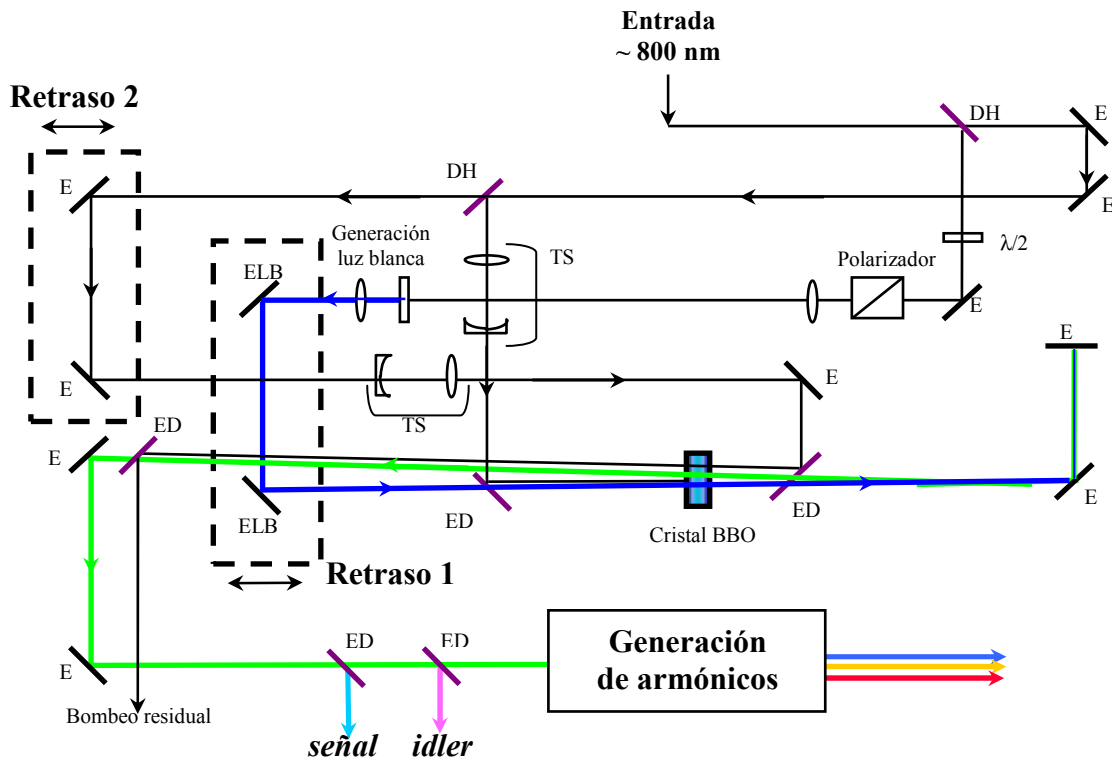 Entrada
~ 800 nm
Retraso 2
DH
E
E
DH
E
Generación
luz blanca
TS
λ/2
Polarizador
ELB
E
E
E
E
TS
ED
E
ELB
ED
Cristal BBO
ED
E
Retraso 1
ED
ED
E
Generación
de armónicos
Bombeo residual
señal
idler